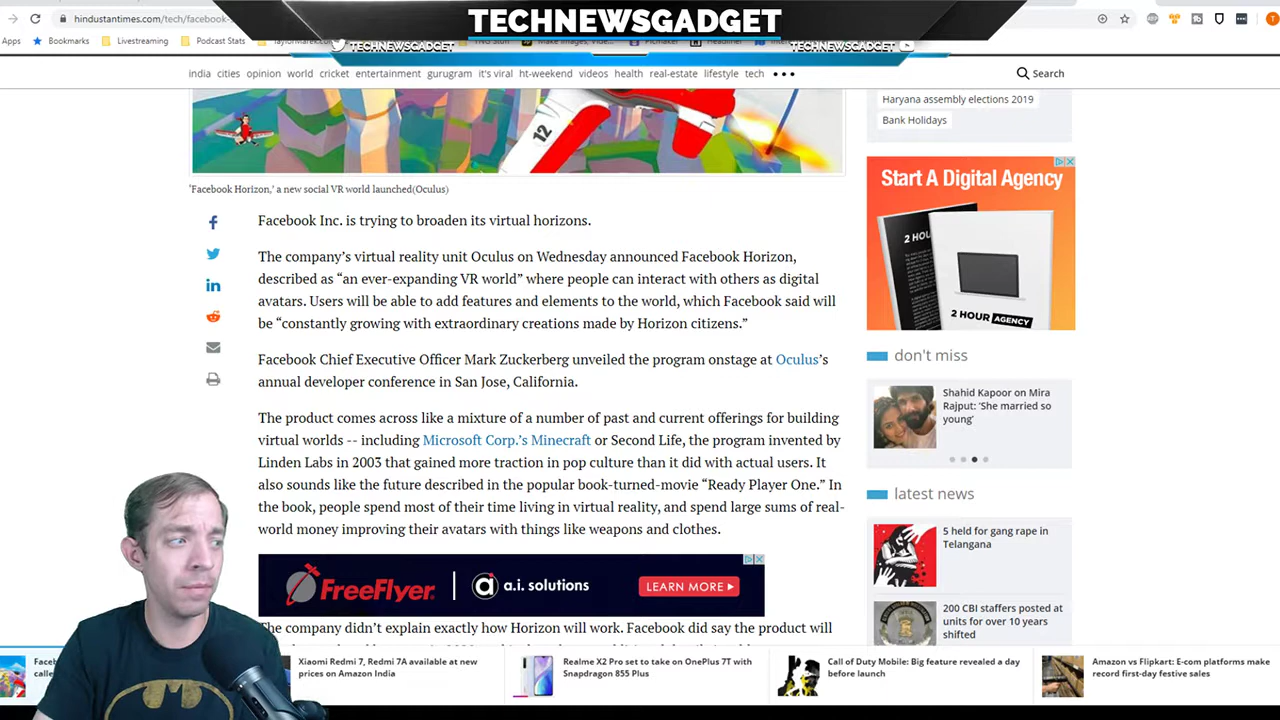 TECHNEWSGADGET
hindustantimes.com/tech/facebook-
Apps
Bookmarks
Livestreaming
Podcast Stats
TECHNEWSGADGET
TECHNEWSGADGET
india cities opinion world cricket entertainment gurugram it's viral ht-weekend videos health real-estate lifestyle tech •••
Search
12
'Facebook Horizon,' a new social VR world launched(Oculus)
Facebook Inc. is trying to broaden its virtual horizons.
The company's virtual reality unit Oculus on Wednesday announced Facebook Horizon,
described as “an ever-expanding VR world” where people can interact with others as digital
avatars. Users will be able to add features and elements to the world, which Facebook said will
be “constantly growing with extraordinary creations made by Horizon citizens.”
Facebook Chief Executive Officer Mark Zuckerberg unveiled the program onstage at Oculus's
annual developer conference in San Jose, California.
The product comes across like a mixture of a number of past and current offerings for building
virtual worlds -- including Microsoft Corp.'s Minecraft or Second Life, the program invented by
Linden Labs in 2003 that gained more traction in pop culture than it did with actual users. It
also sounds like the future described in the popular book-turned-movie “Ready Player One.” In
the book, people spend most of their time living in virtual reality, and spend large sums of real-
world money improving their avatars with things like weapons and clothes.
FreeFlyer
a.i. solutions
LEARN MORE
The company didn't explain exactly how Horizon will work. Facebook did say the product will
Haryana assembly elections 2019
Bank Holidays
Start A Digital Agency
2 HOUR AGENCY
don't miss
Shahid Kapoor on Mira
Rajput: ‘She married so
young’
latest news
5 held for gang rape in
Telangana
200 CBI staffers posted at
units for over 10 years
shifted
Xiaomi Redmi 7, Redmi 7A available at new
prices on Amazon India
Realme X2 Pro set to take on OnePlus 7T with
Snapdragon 855 Plus
Call of Duty Mobile: Big feature revealed a day
before launch
Amazon vs Flipkart: E-com platforms make
record first-day festive sales